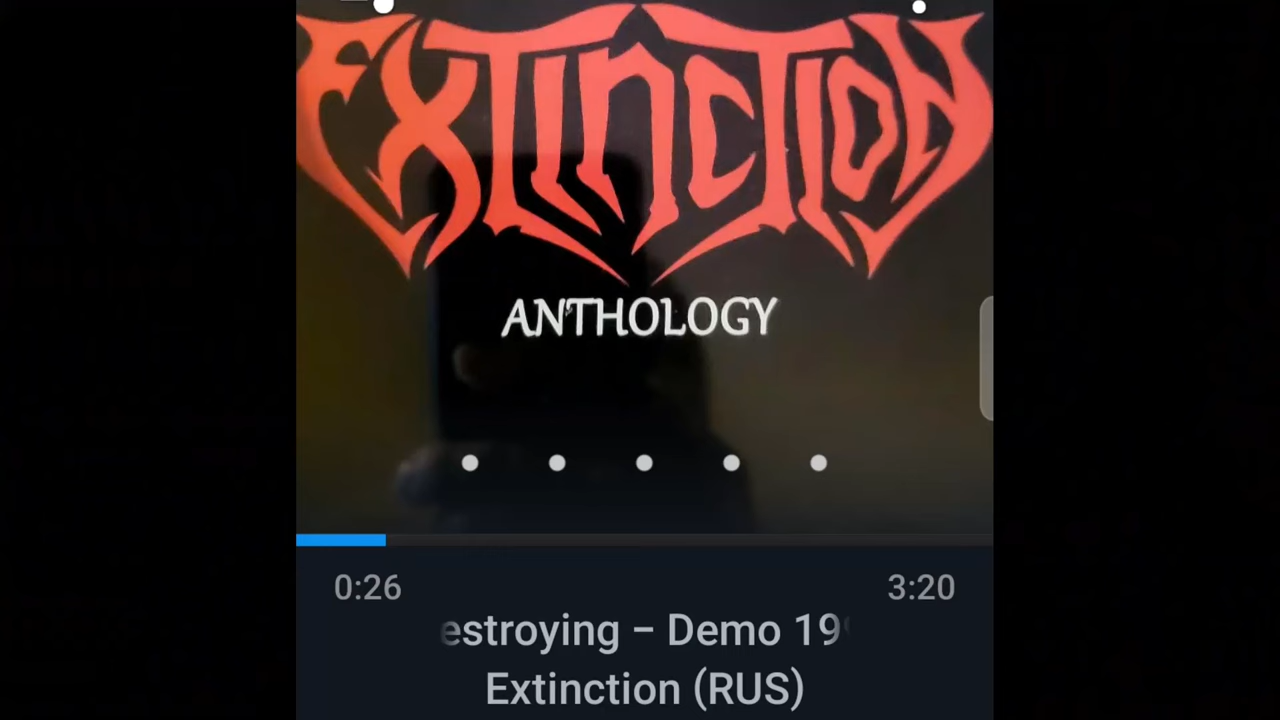 EXTINCTION
ANTHOLOGY
0:26
3:20
estroying – Demo 19
Extinction (RUS)